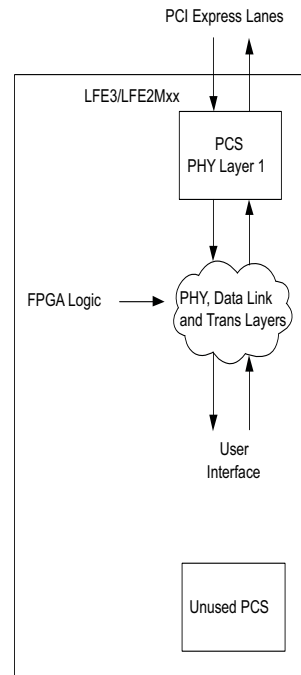 PCI Express Lanes
LFE3/LFE2Mxx
PCS
PHY Layer 1
FPGA Logic
PHY, Data Link
and Trans Layers
User
Interface
Unused PCS